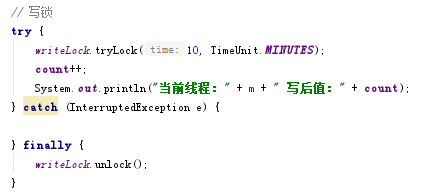 // 写锁
try {
writeLock.tryLock( time: 10, TimeUnit.MINUTES);
count++;
System.out.println("当前线程：" + m + " 写后值：" + count);
} catch (InterruptedException e) {
} finally {
writeLock.unlock();
}